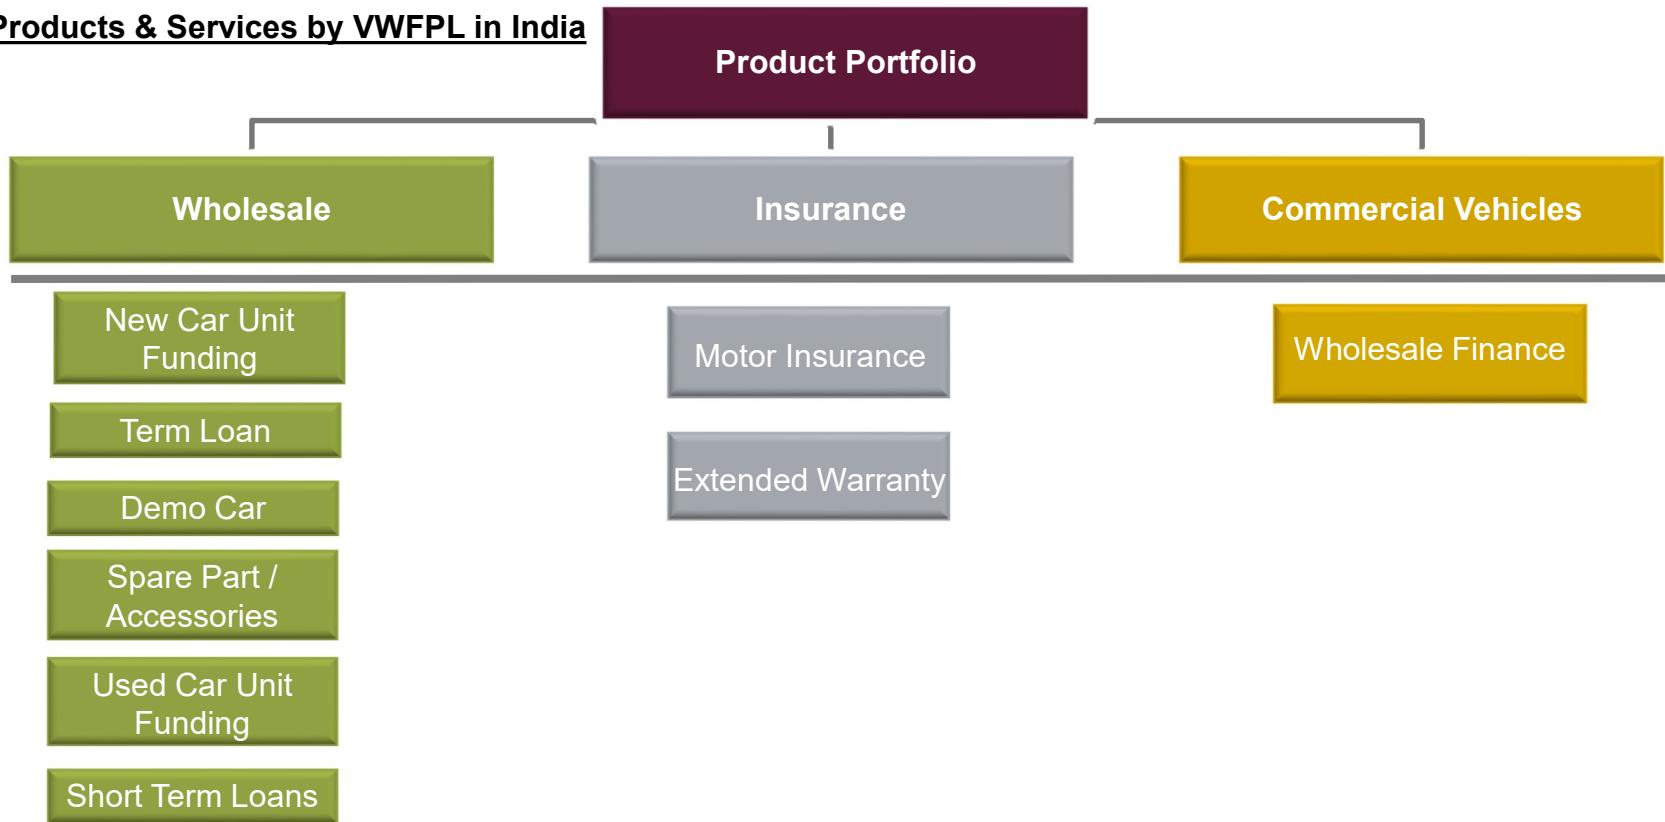 Products & Services by VWFPL in India
Product Portfolio
Wholesale
Insurance
Commercial Vehicles
New Car Unit
Funding
Term Loan
Demo Car
Spare Part /
Accessories
Used Car Unit
Funding
Short Term Loans
Motor Insurance
Extended Warranty
Wholesale Finance